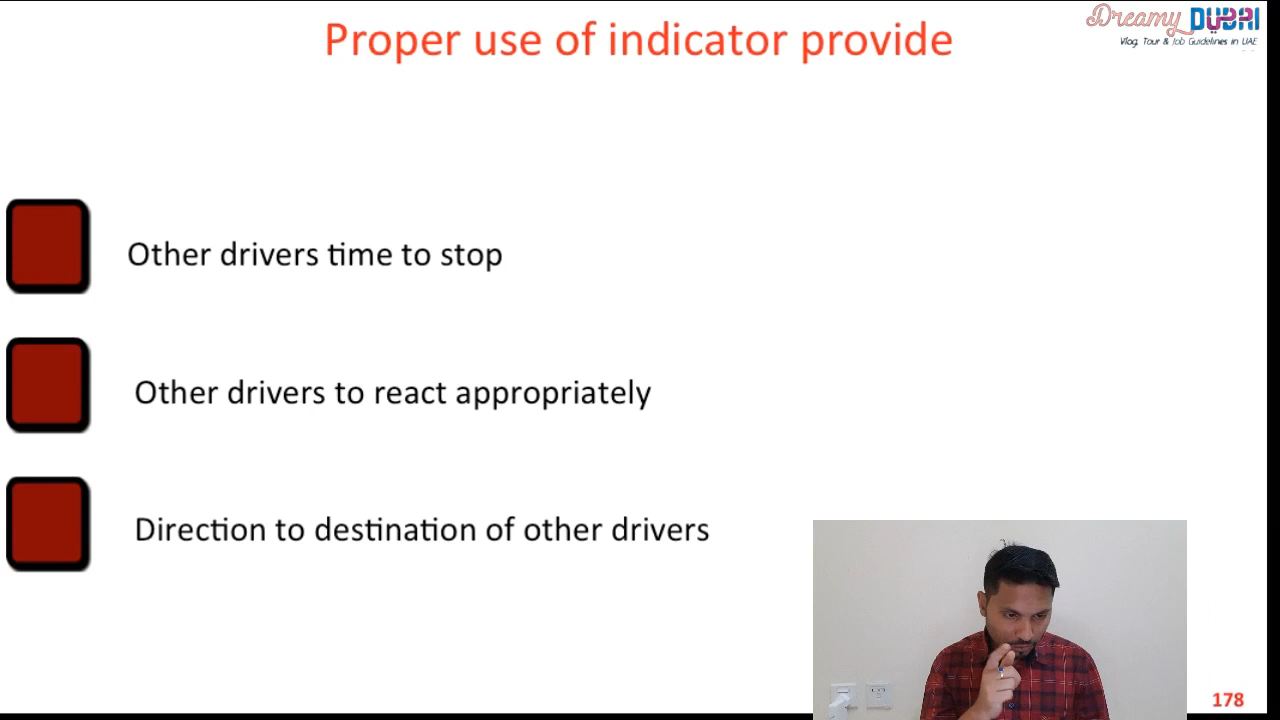 Dreamy DUBAI
Vlog, Tour & Job Guidelines in UAE
Proper use of indicator provide
Other drivers time to stop
Other drivers to react appropriately
Direction to destination of other drivers
178